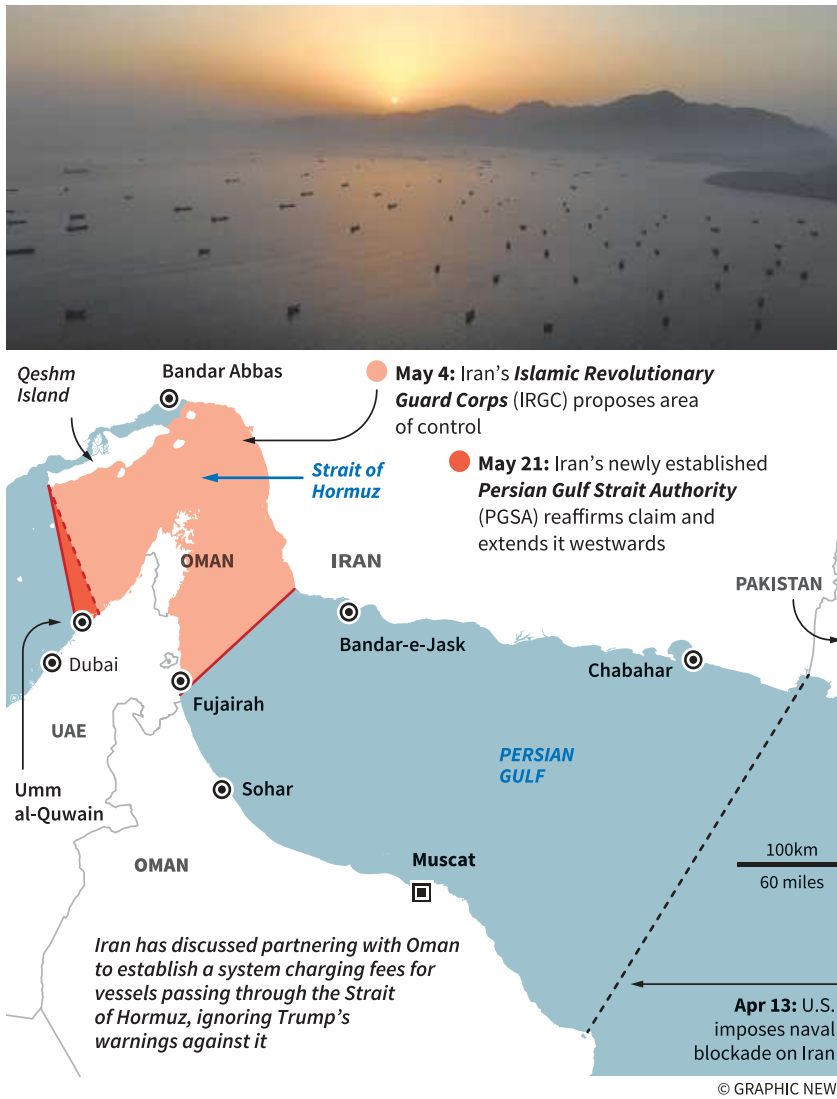 Qeshm
Island
Bandar Abbas
May 4: Iran's Islamic Revolutionary
Guard Corps (IRGC) proposes area
of control
Strait of
Hormuz
May 21: Iran's newly established
Persian Gulf Strait Authority
(PGSA) reaffirms claim and
extends it westwards
OMAN
IRAN
PAKISTAN
Bandar-e-Jask
Dubai
Chabahar
Fujairah
UAE
PERSIAN
GULF
Umm
al-Quwain
Sohar
OMAN
Muscat
100km
60 miles
Iran has discussed partnering with Oman
to establish a system charging fees for
vessels passing through the Strait
of Hormuz, ignoring Trump's
warnings against it
Apr 13: U.S.
imposes naval
blockade on Iran
© GRAPHIC NEW